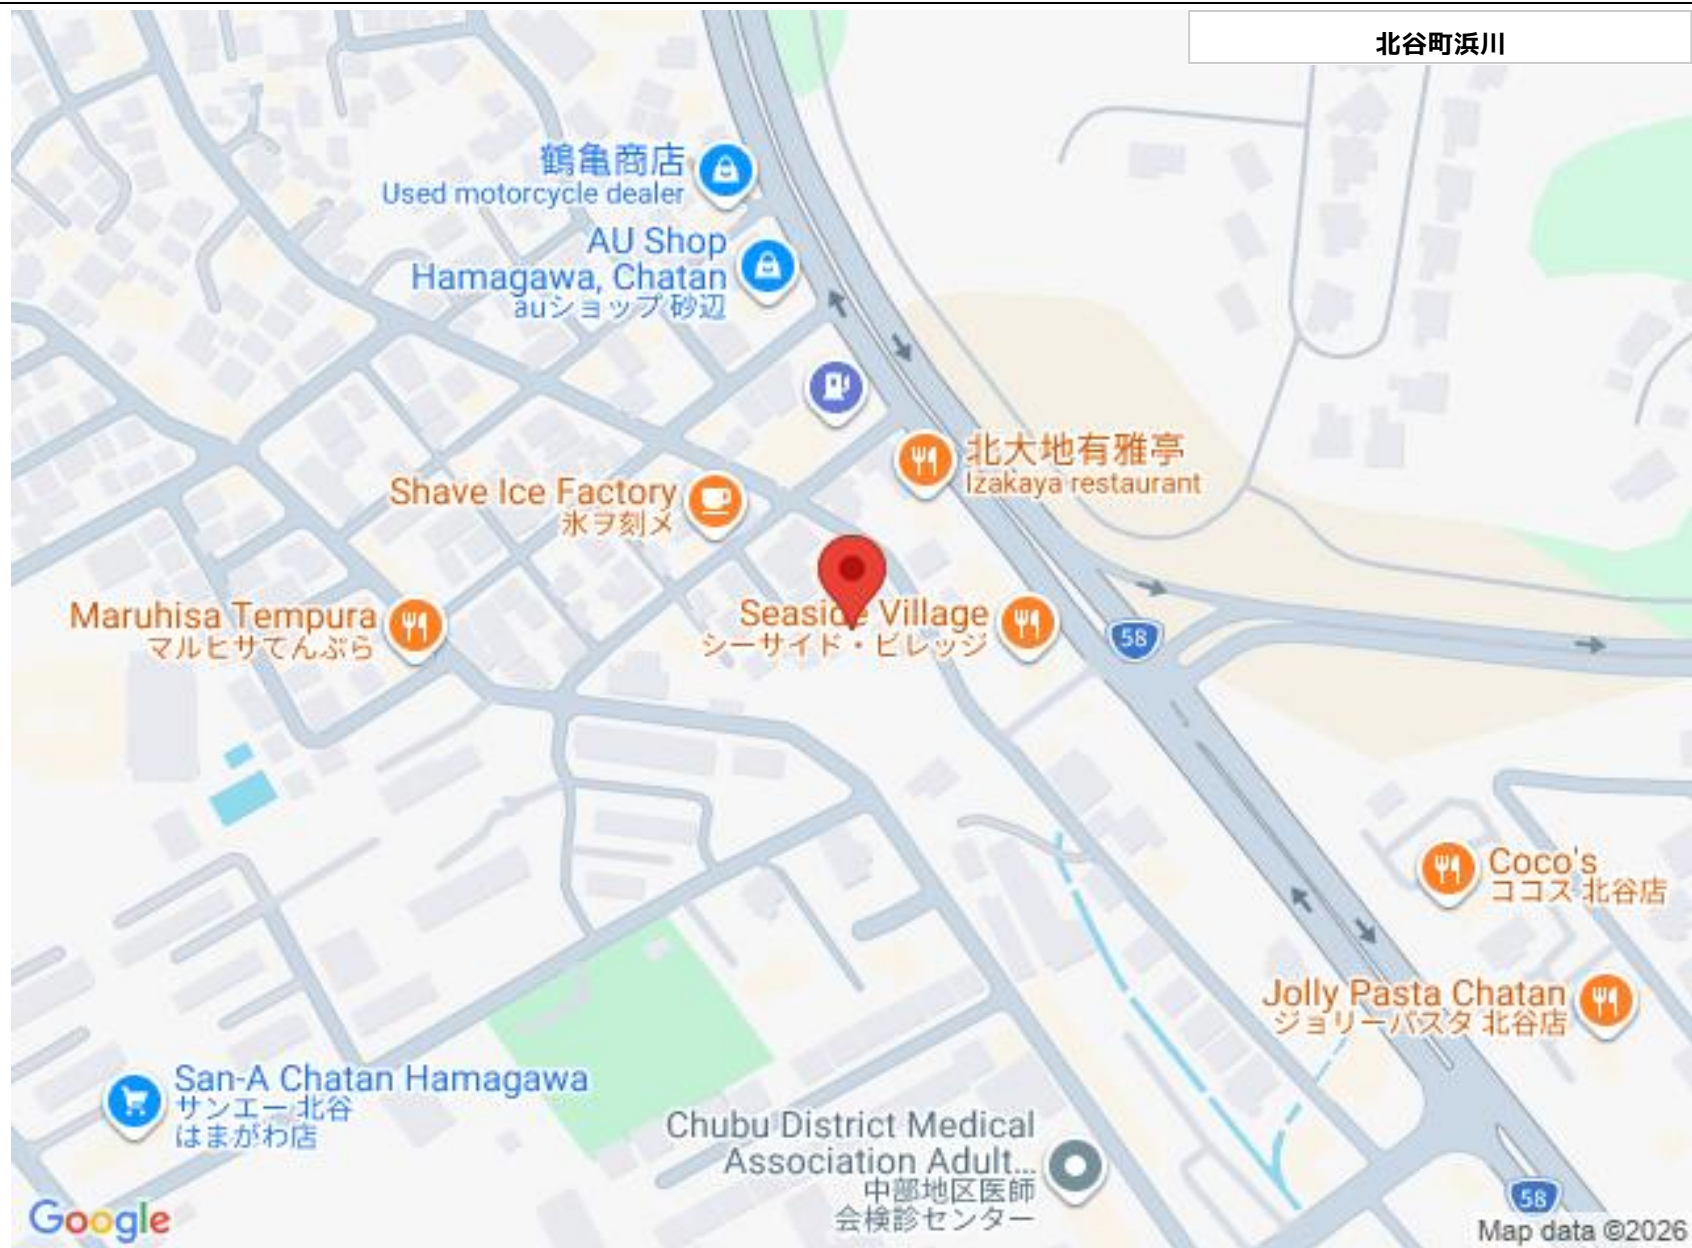 北谷町浜川
鶴亀商店
Used motorcycle dealer
AU Shop
Hamagawa, Chatan
auショップ 砂辺
北大地有雅亭
Izakaya restaurant
Shave Ice Factory
氷ヲ刻メ
Maruhisa Tempura
マルヒサてんぷら
Seaside Village
シーサイド・ビレッジ
58
Coco's
ココス 北谷店
Jolly Pasta Chatan
ジョリーパスタ 北谷店
San-A Chatan Hamagawa
サンエー 北谷
はまがわ店
Chubu District Medical
Association Adult...
中部地区医師
会検診センター
58
Google
Map data ©2026